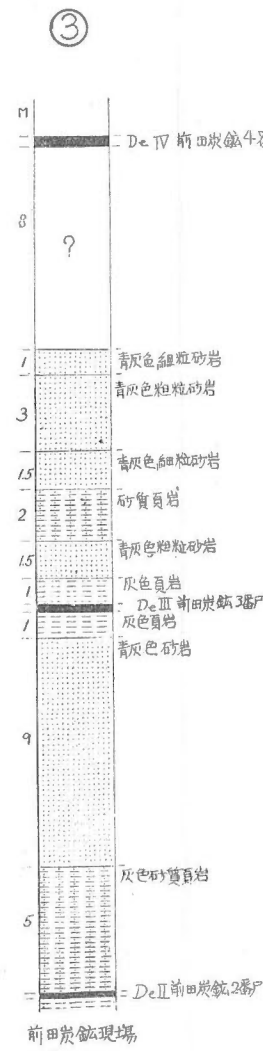 ③
M
De IV 前田炭鉱4番
8
?
1 青灰色細粒砂岩
3 青灰色粗粒砂岩
1.5 青灰色細粒砂岩
2 砂質頁岩
1.5 青灰色粗粒砂岩
1 灰色頁岩
De III 前田炭鉱3番戸
1 灰色頁岩
9 青灰色砂岩
5 灰色砂質頁岩
De II 前田炭鉱2番戸
前田炭鉱現場